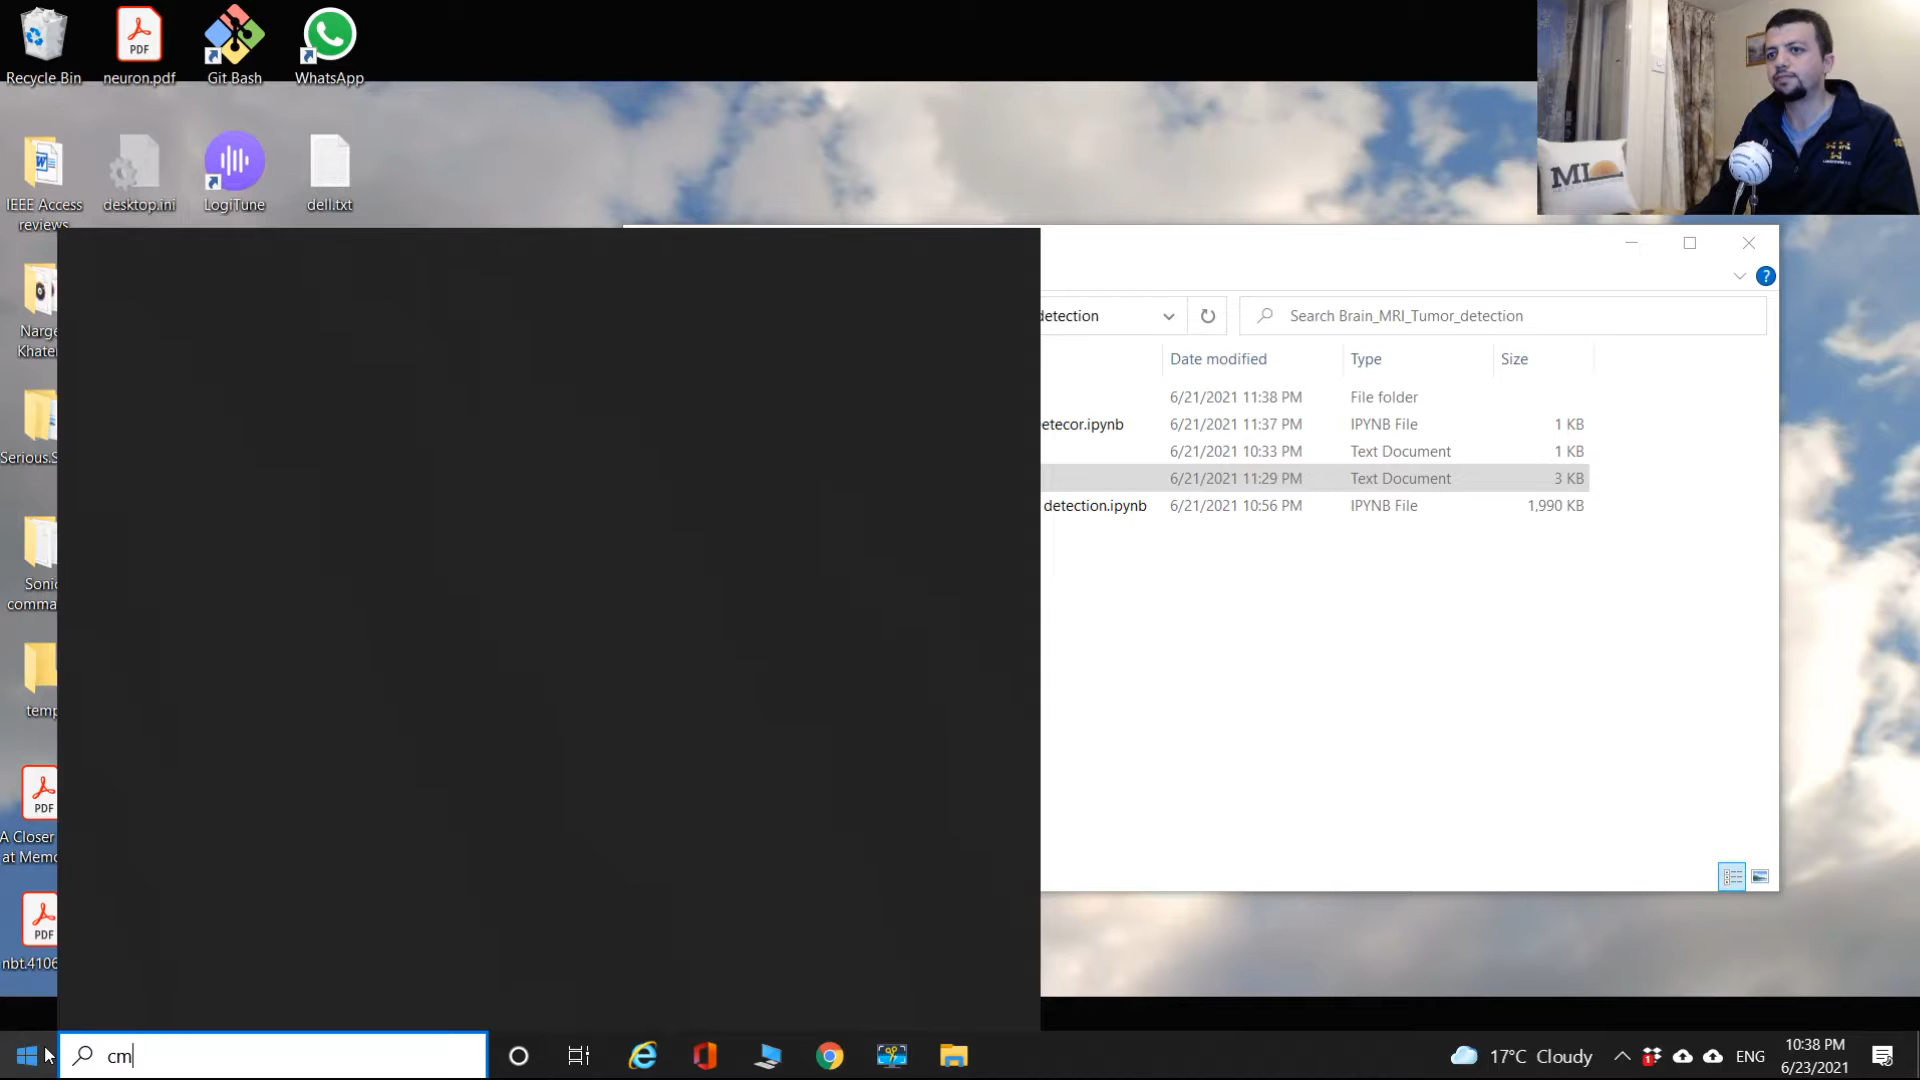 Recycle Bin
neuron.pdf
Git Bash
WhatsApp
IEEE Access
reviews
desktop.ini
LogiTune
dell.txt
Narge
Khate
Serious.S
Sonic
comma
temp
A Closer
at Memo
nbt.4106
PDF
PDF
PDF
ML
detection
Search Brain_MRI_Tumor_detection
Date modified
Type
Size
6/21/2021 11:38 PM
File folder
etecor.ipynb
6/21/2021 11:37 PM
IPYNB File
1 KB
6/21/2021 10:33 PM
Text Document
1 KB
6/21/2021 11:29 PM
Text Document
3 KB
detection.ipynb
6/21/2021 10:56 PM
IPYNB File
1,990 KB
cm
17°C Cloudy
ENG
10:38 PM
6/23/2021